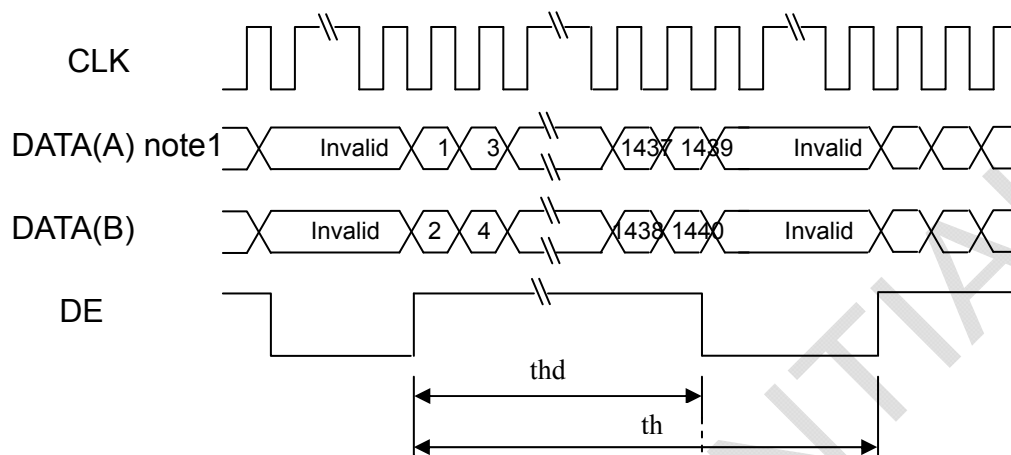 CLK
DATA(A) note1 Invalid 1 3 1437 1439 Invalid
DATA(B) Invalid 2 4 1438 1440 Invalid
DE
thd
th
NTIAL